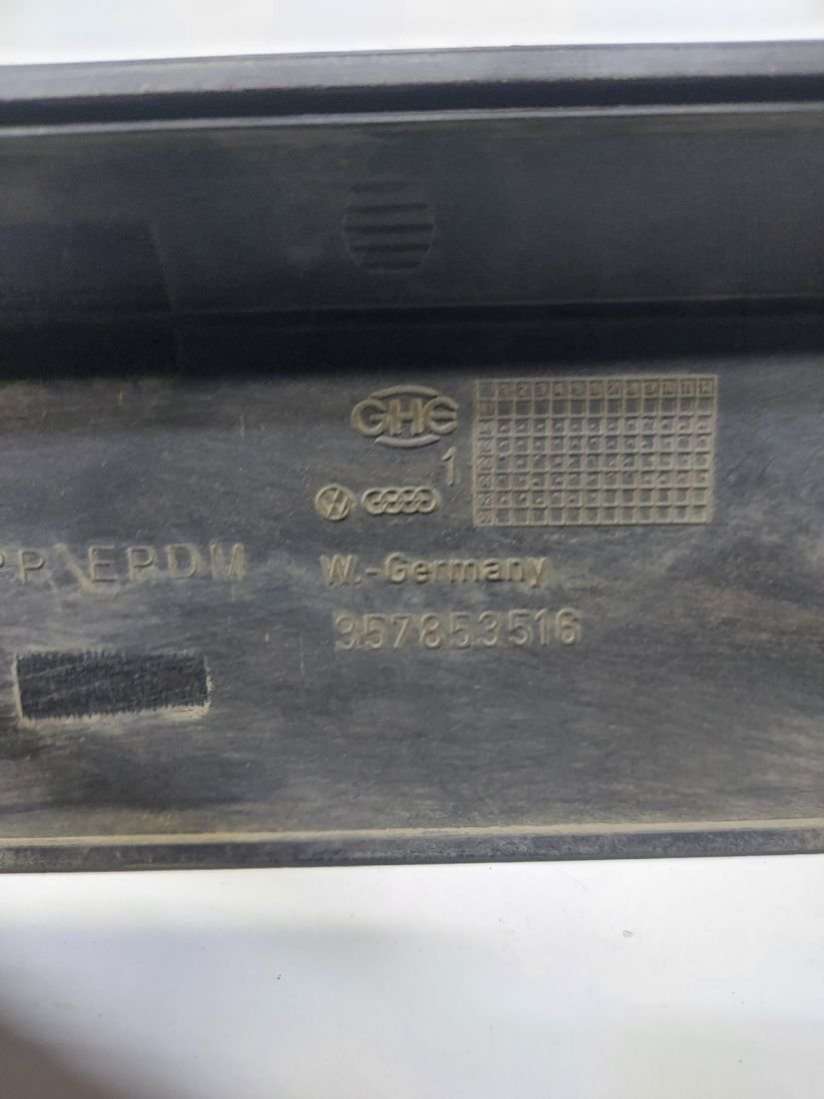 GHE
1
PP/EPDM
W.-Germany
357853516